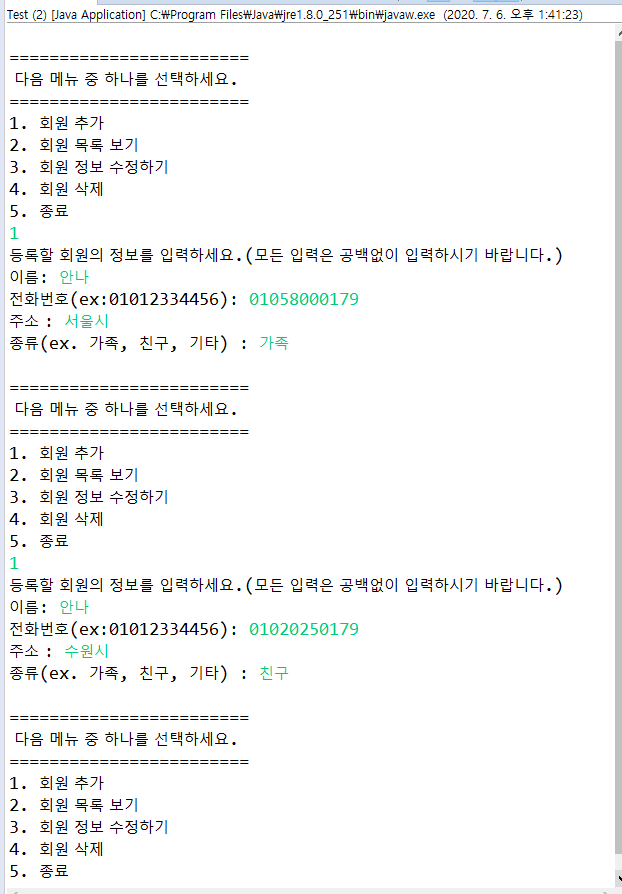 Test (2) [Java Application] C:₩Program Files₩Java₩jre1.8.0_251₩bin₩javaw.exe (2020. 7. 6. 오후 1:41:23)
========================
다음 메뉴 중 하나를 선택하세요.
========================
1. 회원 추가
2. 회원 목록 보기
3. 회원 정보 수정하기
4. 회원 삭제
5. 종료
1
등록할 회원의 정보를 입력하세요.(모든 입력은 공백없이 입력하시기 바랍니다.)
이름: 안나
전화번호(ex:01012334456): 01058000179
주소 : 서울시
종류(ex. 가족, 친구, 기타) : 가족
========================
다음 메뉴 중 하나를 선택하세요.
========================
1. 회원 추가
2. 회원 목록 보기
3. 회원 정보 수정하기
4. 회원 삭제
5. 종료
1
등록할 회원의 정보를 입력하세요.(모든 입력은 공백없이 입력하시기 바랍니다.)
이름: 안나
전화번호(ex:01012334456): 01020250179
주소 : 수원시
종류(ex. 가족, 친구, 기타) : 친구
========================
다음 메뉴 중 하나를 선택하세요.
========================
1. 회원 추가
2. 회원 목록 보기
3. 회원 정보 수정하기
4. 회원 삭제
5. 종료